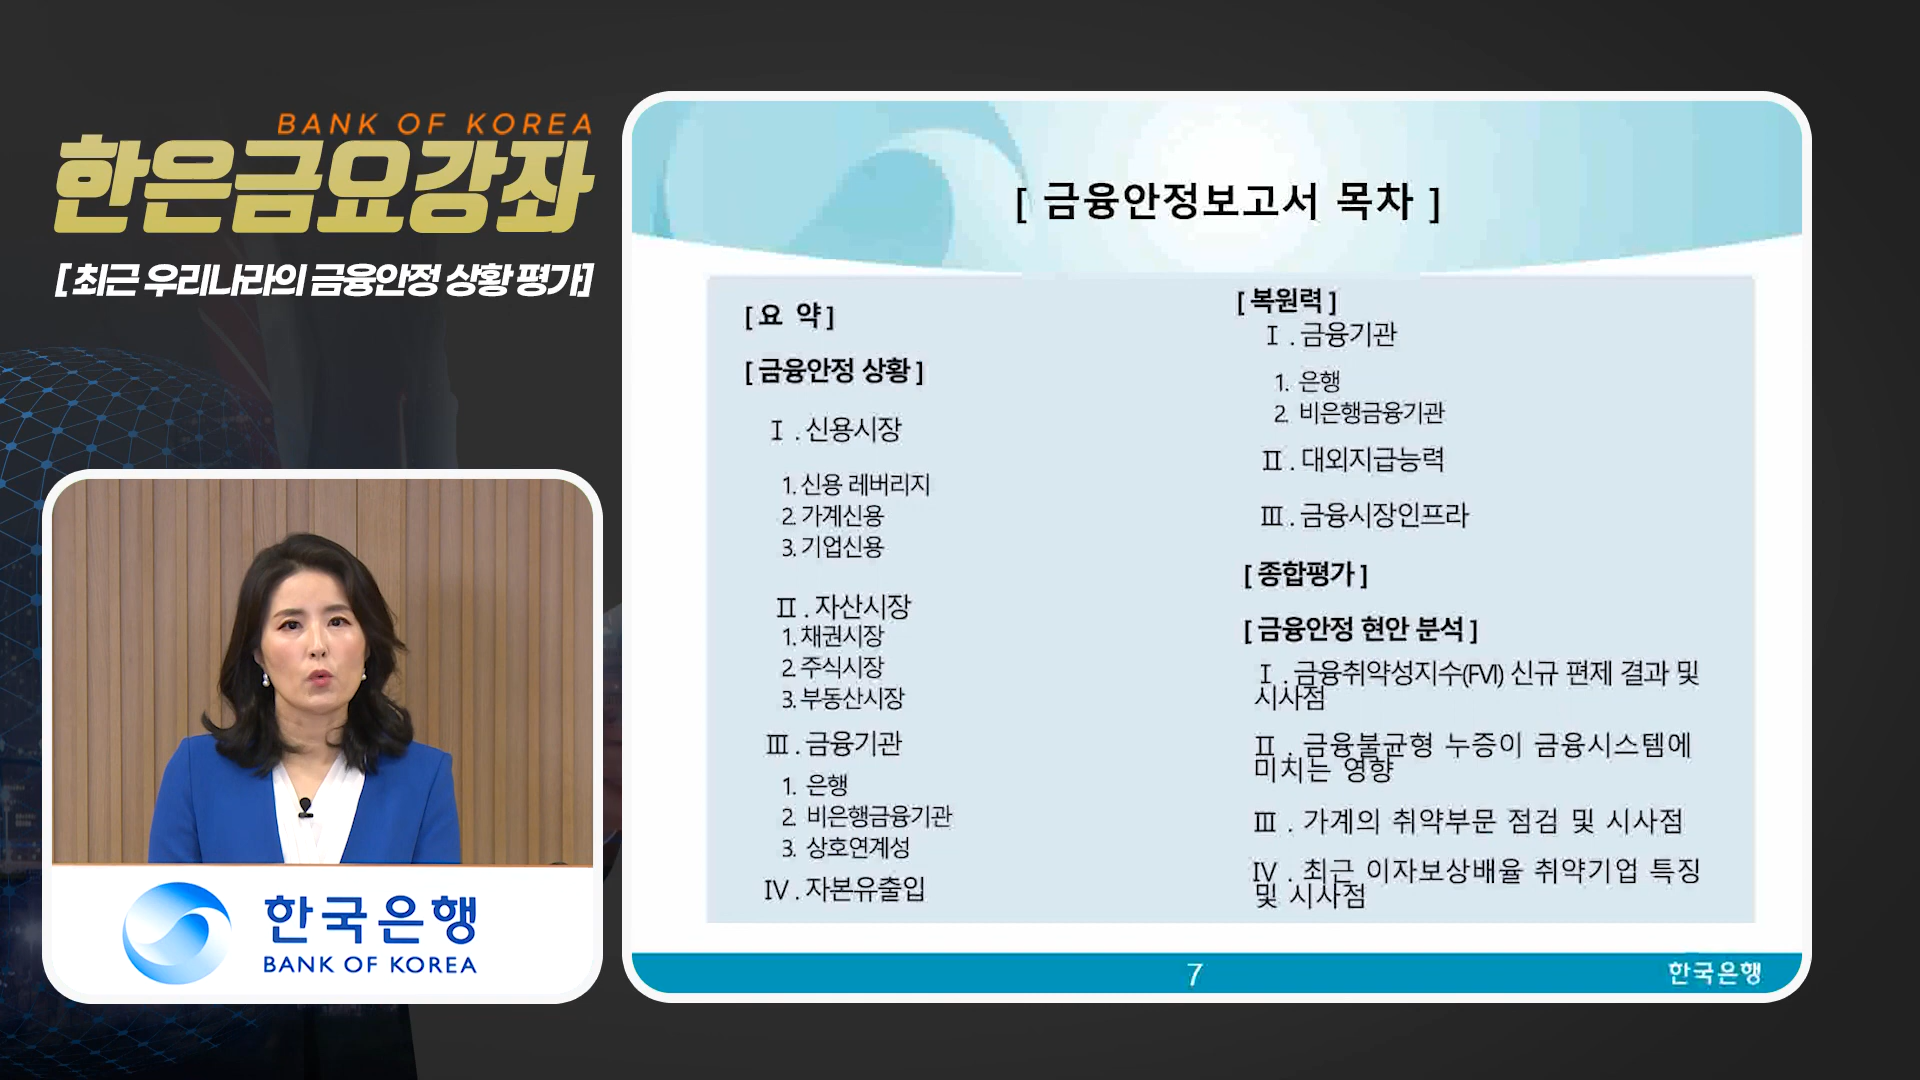 BANK OF KOREA
한은금요강좌
[ 최근 우리나라의 금융안정 상황 평가]
한국은행
BANK OF KOREA
[ 금융안정보고서 목차 ]
[ 요 약 ]
[ 금융안정 상황 ]
Ⅰ . 신용시장
1. 신용 레버리지
2. 가계신용
3. 기업신용
Ⅱ . 자산시장
1. 채권시장
2. 주식시장
3. 부동산시장
Ⅲ . 금융기관
1. 은행
2. 비은행금융기관
3. 상호연계성
Ⅳ . 자본유출입
[ 복원력 ]
Ⅰ . 금융기관
1. 은행
2. 비은행금융기관
Ⅱ . 대외지급능력
Ⅲ . 금융시장인프라
[ 종합평가 ]
[ 금융안정 현안 분석 ]
Ⅰ . 금융취약성지수(FVI) 신규 편제 결과 및
시사점
Ⅱ . 금융불균형 누증이 금융시스템에
미치는 영향
Ⅲ . 가계의 취약부문 점검 및 시사점
Ⅳ . 최근 이자보상배율 취약기업 특징
및 시사점
7
한국은행